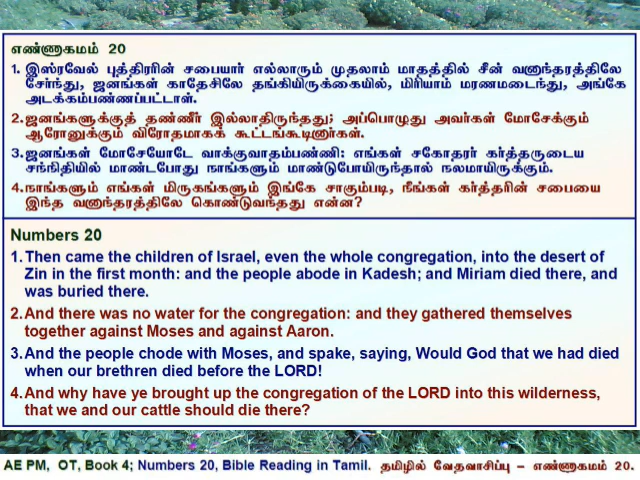 எண்ணாகமம் 20
1. இஸ்ரவேல் புத்திரரின் சபையார் எல்லாரும் முதலாம் மாதத்தில் சீன் வனாந்தரத்திலே
சேர்ந்து, ஜனங்கள் காதேசிலே தங்கியிருக்கையில், மிரியாம் மரணமடைந்து, அங்கே
அடக்கம்பண்ணப்பட்டாள்.
2.ஜனங்களுக்குத் தண்ணீர் இல்லாதிருந்தது; அப்பொழுது அவர்கள் மோசேக்கும்
ஆரோனுக்கும் விரோதமாகக் கூட்டங்கூடினார்கள்.
3.ஜனங்கள் மோசேயோடே வாக்குவாதம்பண்ணி: எங்கள் சகோதரர் கர்த்தருடைய
சந்நிதியில் மாண்டபோது நாங்களும் மாண்டுபோயிருந்தால் நலமாயிருக்கும்.
4.நாங்களும் எங்கள் மிருகங்களும் இங்கே சாகும்படி, நீங்கள் கர்த்தரின் சபையை
இந்த வனாந்தரத்திலே கொண்டுவந்தது என்ன?
Numbers 20
1. Then came the children of Israel, even the whole congregation, into the desert of
Zin in the first month: and the people abode in Kadesh; and Miriam died there, and
was buried there.
2. And there was no water for the congregation: and they gathered themselves
together against Moses and against Aaron.
3. And the people chode with Moses, and spake, saying, Would God that we had died
when our brethren died before the LORD!
4. And why have ye brought up the congregation of the LORD into this wilderness,
that we and our cattle should die there?
AE PM, OT, Book 4; Numbers 20, Bible Reading in Tamil. தமிழில் வேதவாசிப்பு – எண்ணாகமம் 20.